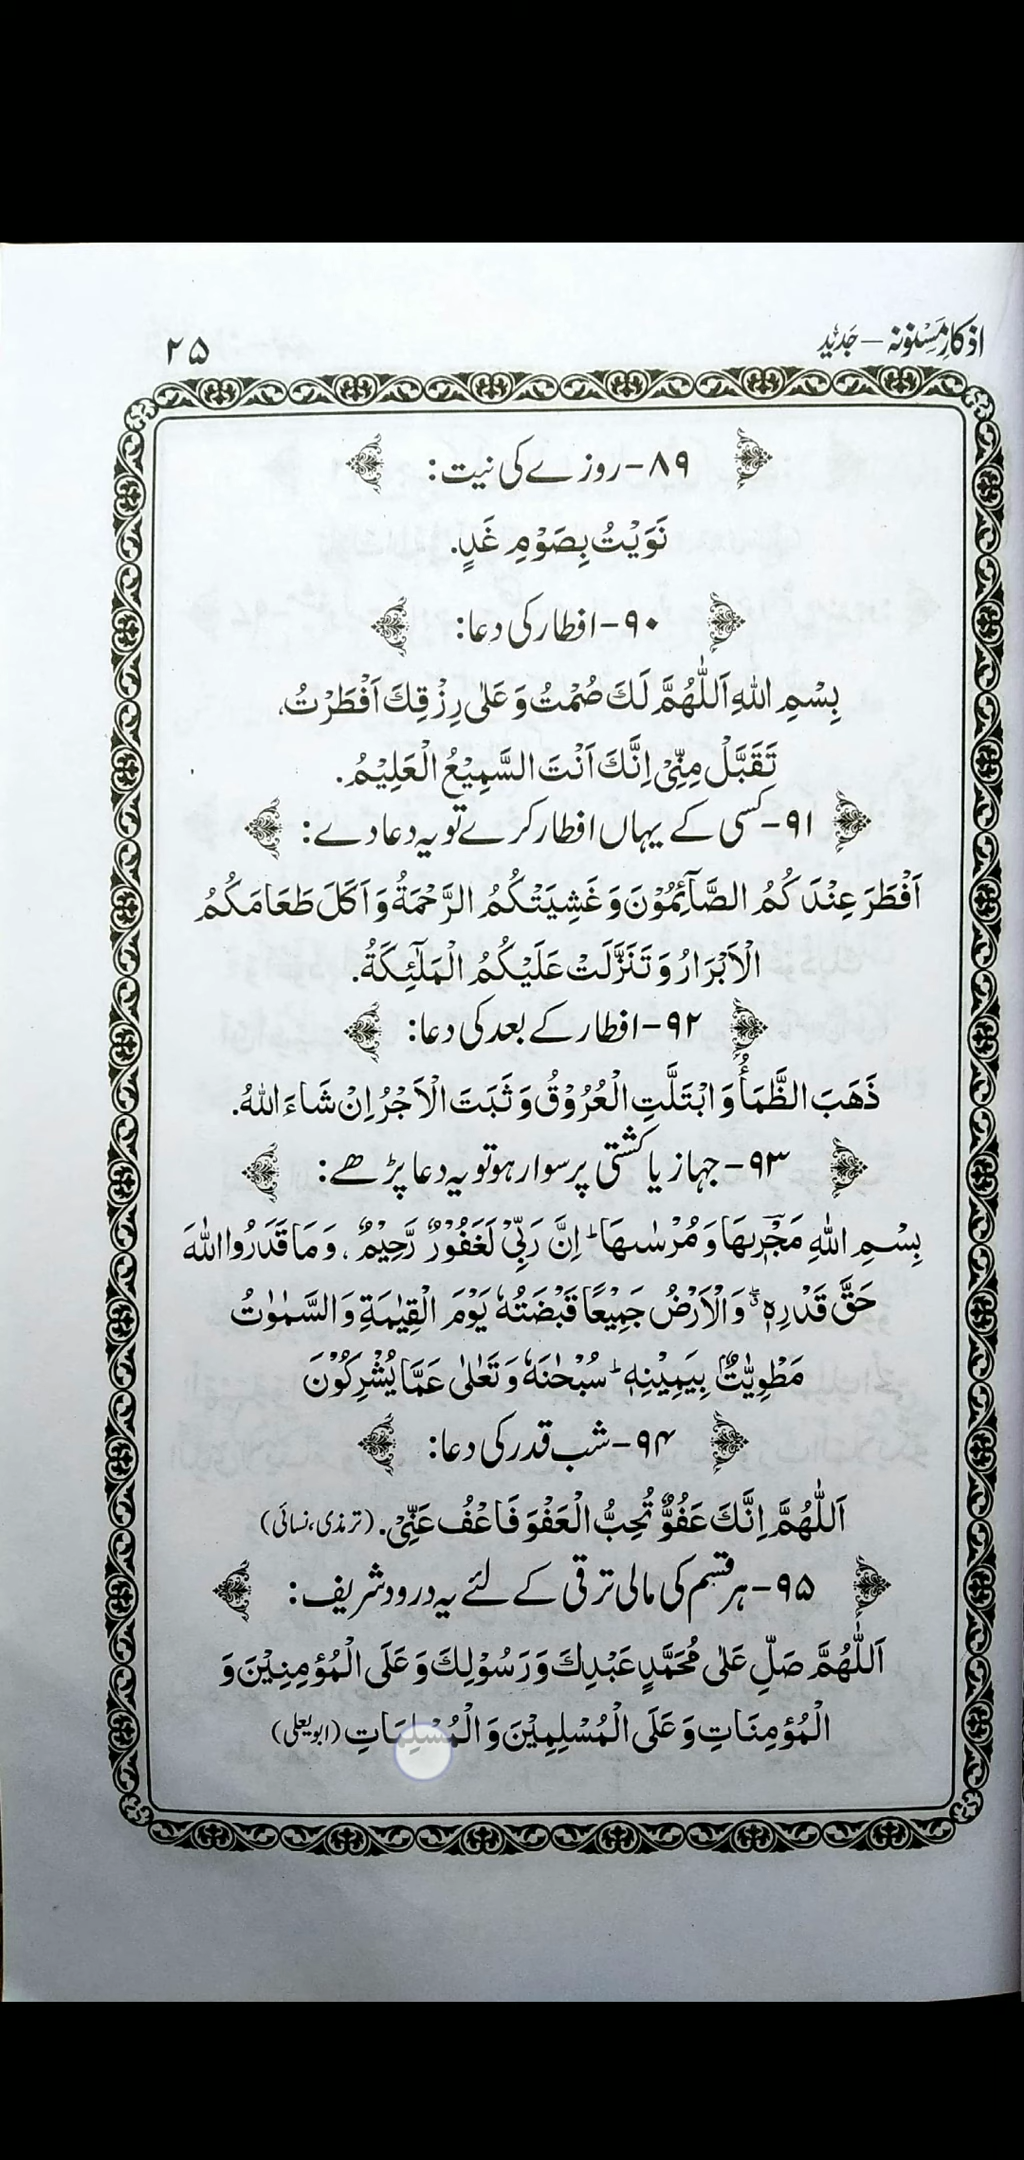 اذکارِ مَسْنونہ – جَدید
۲۵
۸۹- روزے کی نیت:
نَوَيْتُ بِصَوْمِ غَدٍ.
۹۰- افطار کی دعا:
بِسْمِ اللهِ اَللّٰهُمَّ لَكَ صُمْتُ وَعَلٰى رِزْقِكَ اَفْطَرْتُ،
تَقَبَّلْ مِنِّيْ اِنَّكَ اَنْتَ السَّمِيْعُ الْعَلِيْمُ.
۹۱- کسی کے یہاں افطار کرے تو یہ دعا دے:
اَفْطَرَ عِنْدَكُمُ الصَّآئِمُوْنَ وَغَشِيَتْكُمُ الرَّحْمَةُ وَاَكَلَ طَعَامَكُمُ
الْاَبْرَارُ وَتَنَزَّلَتْ عَلَيْكُمُ الْمَلٰٓئِكَةُ.
۹۲- افطار کے بعد کی دعا:
ذَهَبَ الظَّمَأُ وَابْتَلَّتِ الْعُرُوْقُ وَثَبَتَ الْاَجْرُ اِنْ شَاءَ اللهُ.
۹۳- جہاز یا کشتی پر سوار ہو تو یہ دعا پڑھے:
بِسْمِ اللهِ مَجْرٖىهَا وَمُرْسٰىهَا ؕ اِنَّ رَبِّيْ لَغَفُوْرٌ رَّحِيْمٌ ، وَمَا قَدَرُوا اللهَ
حَقَّ قَدْرِهٖ ۖ وَالْاَرْضُ جَمِيْعًا قَبْضَتُهٗ يَوْمَ الْقِيٰمَةِ وَالسَّمٰوٰتُ
مَطْوِيّٰتٌۢ بِيَمِيْنِهٖ ؕ سُبْحٰنَهٗ وَتَعٰلٰى عَمَّا يُشْرِكُوْنَ
۹۴- شب قدر کی دعا:
اَللّٰهُمَّ اِنَّكَ عَفُوٌّ تُحِبُّ الْعَفْوَ فَاعْفُ عَنِّيْ. (ترمذی، نسائی)
۹۵- ہر قسم کی مالی ترقی کے لئے یہ درود شریف:
اَللّٰهُمَّ صَلِّ عَلٰى مُحَمَّدٍ عَبْدِكَ وَرَسُوْلِكَ وَعَلَى الْمُؤْمِنِيْنَ وَ
الْمُؤْمِنَاتِ وَعَلَى الْمُسْلِمِيْنَ وَالْمُسْلِمَاتِ (ابویعلی)